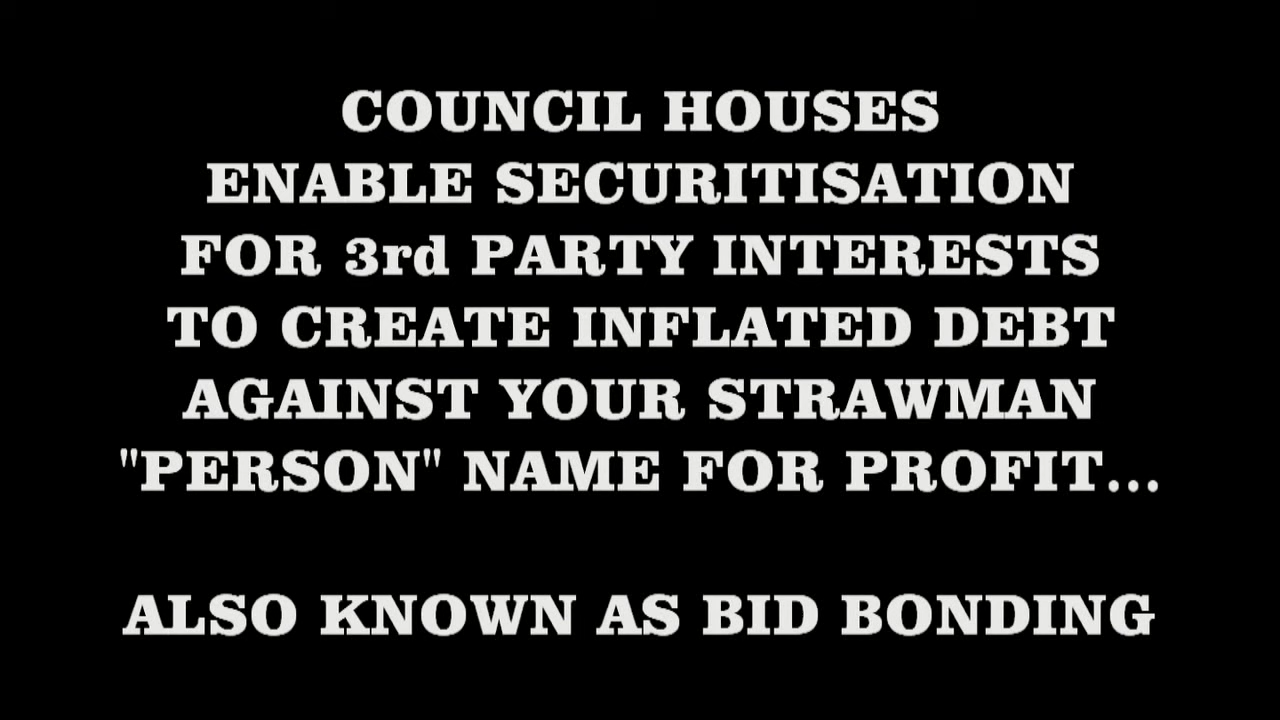 COUNCIL HOUSES
ENABLE SECURITISATION
FOR 3rd PARTY INTERESTS
TO CREATE INFLATED DEBT
AGAINST YOUR STRAWMAN
"PERSON" NAME FOR PROFIT...
ALSO KNOWN AS BID BONDING